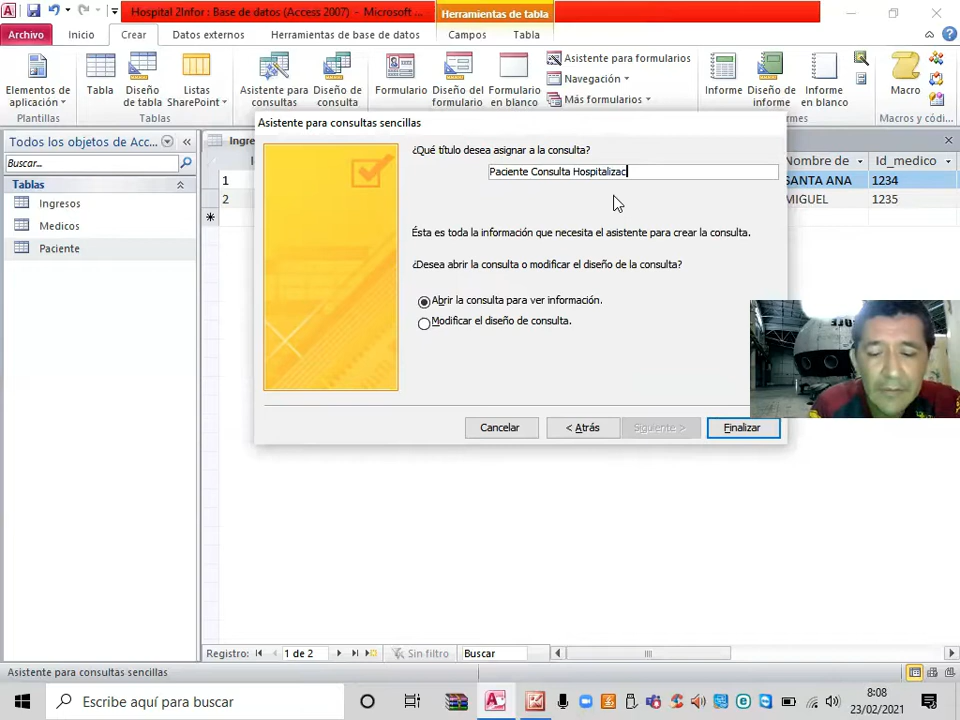 Hospital 2Infor : Base de datos (Access 2007) - Microsoft ...
Herramientas de tabla
Archivo
Inicio
Crear
Datos externos
Herramientas de base de datos
Campos
Tabla
Elementos de aplicación
Tabla
Diseño de tabla
Listas SharePoint
Asistente para consultas
Diseño de consulta
Formulario
Diseño del formulario
Formulario en blanco
Asistente para formularios
Navegación
Más formularios
Informe
Diseño de informe
Informe en blanco
Macro
Plantillas
Tablas
Macros y códi...
Todos los objetos de Acc...
Buscar...
Tablas
Ingresos
Medicos
Paciente
Ingre
Nombre de
Id_medico
1
SANTA ANA
1234
2
MIGUEL
1235
Asistente para consultas sencillas
¿Qué título desea asignar a la consulta?
Paciente Consulta Hospitalizac
Ésta es toda la información que necesita el asistente para crear la consulta.
¿Desea abrir la consulta o modificar el diseño de la consulta?
Abrir la consulta para ver información.
Modificar el diseño de consulta.
Cancelar
< Atrás
Siguiente >
Finalizar
Registro:
1 de 2
Sin filtro
Buscar
Asistente para consultas sencillas
Escribe aquí para buscar
8:08
23/02/2021